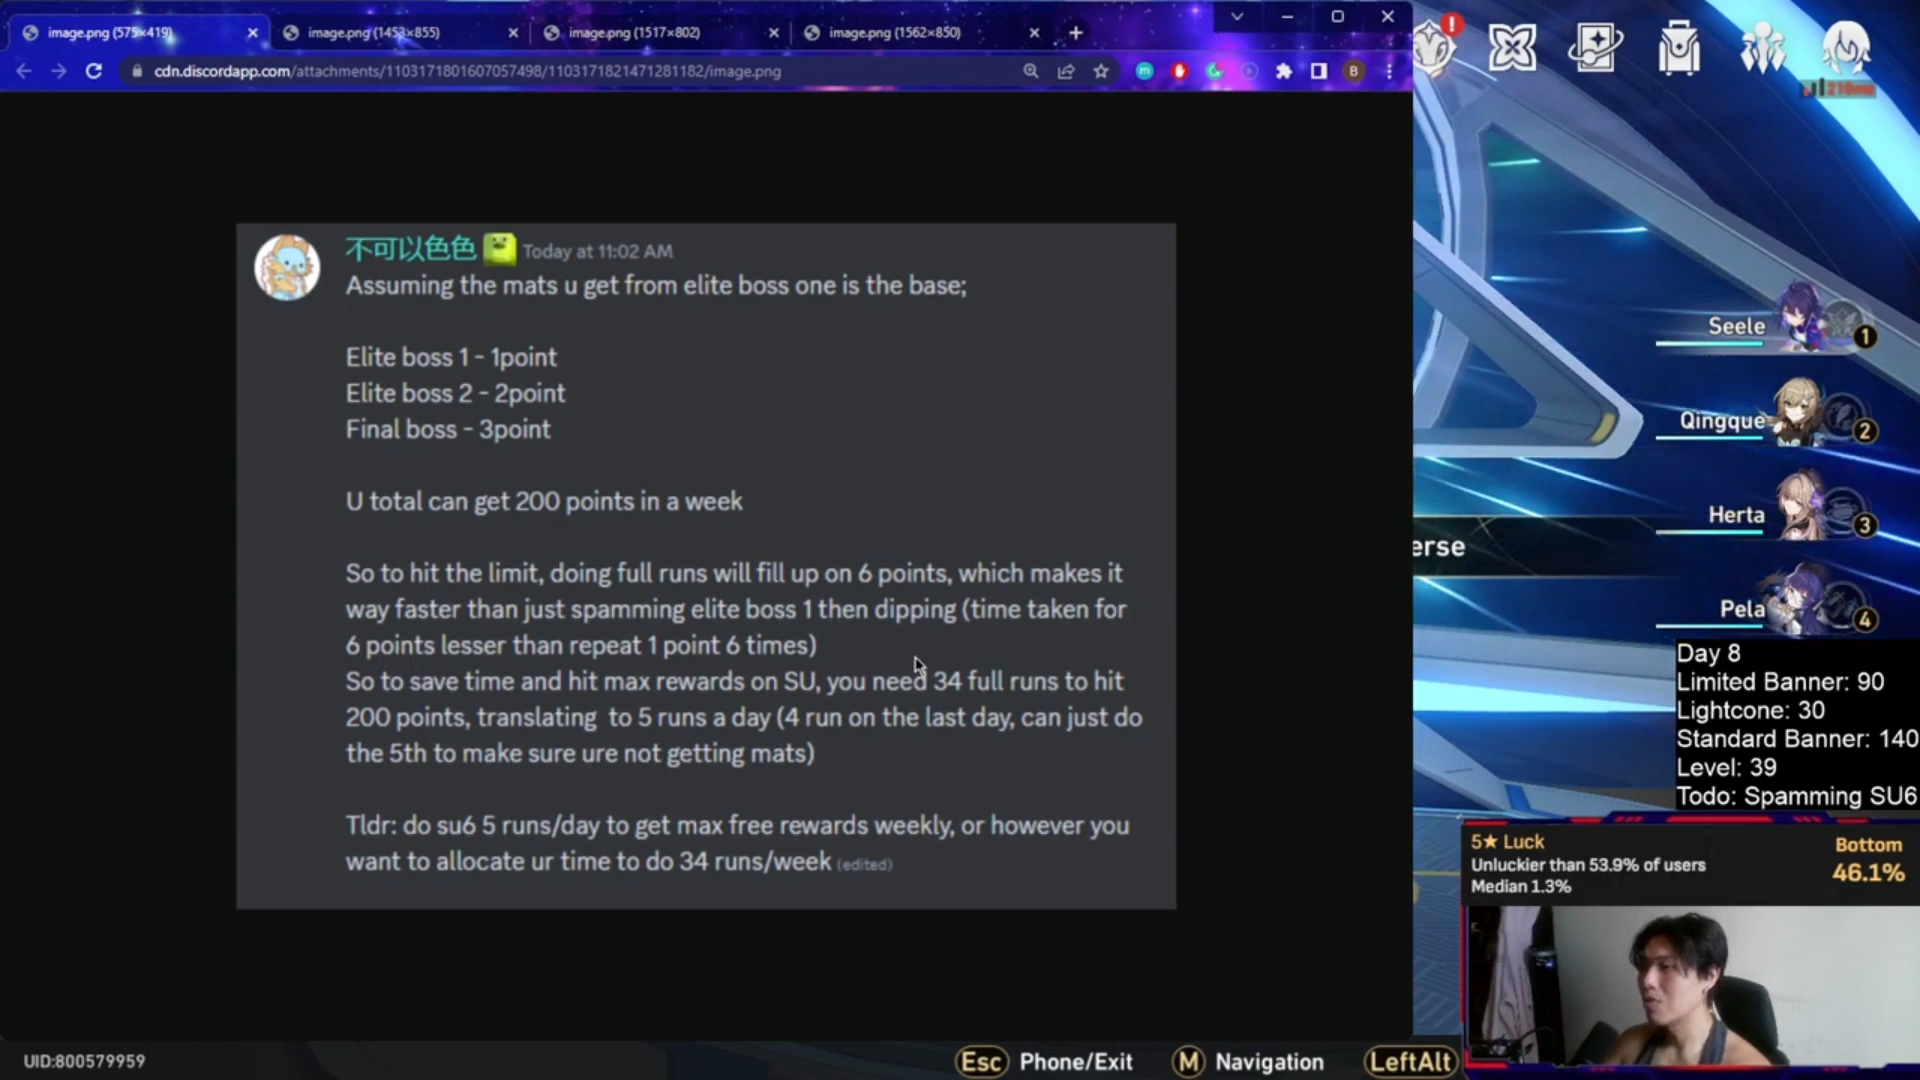 image.png (575×419)
image.png (1453×855)
image.png (1517×802)
image.png (1562×850)
cdn.discordapp.com/attachments/1103171801607057498/1103171821471281182/image.png
B
210ms
不可以色色 Today at 11:02 AM
Assuming the mats u get from elite boss one is the base;
Elite boss 1 - 1point
Elite boss 2 - 2point
Final boss - 3point
U total can get 200 points in a week
So to hit the limit, doing full runs will fill up on 6 points, which makes it
way faster than just spamming elite boss 1 then dipping (time taken for
6 points lesser than repeat 1 point 6 times)
So to save time and hit max rewards on SU, you need 34 full runs to hit
200 points, translating to 5 runs a day (4 run on the last day, can just do
the 5th to make sure ure not getting mats)
Tldr: do su6 5 runs/day to get max free rewards weekly, or however you
want to allocate ur time to do 34 runs/week (edited)
Seele 1
Qingque 2
erse
Herta 3
Pela 4
Day 8
Limited Banner: 90
Lightcone: 30
Standard Banner: 140
Level: 39
Todo: Spamming SU6
5★ Luck
Unluckier than 53.9% of users
Median 1.3%
Bottom
46.1%
UID:800579959
Esc Phone/Exit
M Navigation
LeftAlt